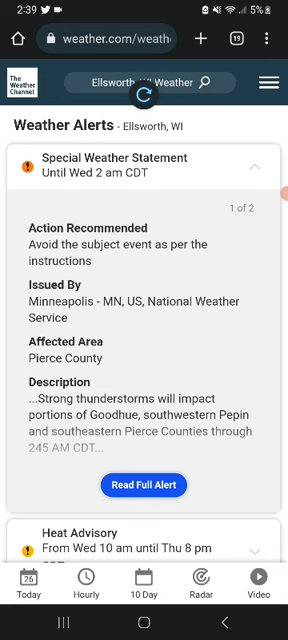 2:39
5%
weather.com/weath
19
The
Weather
Channel
Ellsworth, WI Weather
Weather Alerts - Ellsworth, WI
Special Weather Statement
Until Wed 2 am CDT
1 of 2
Action Recommended
Avoid the subject event as per the
instructions
Issued By
Minneapolis - MN, US, National Weather
Service
Affected Area
Pierce County
Description
...Strong thunderstorms will impact
portions of Goodhue, southwestern Pepin
and southeastern Pierce Counties through
245 AM CDT...
Read Full Alert
Heat Advisory
From Wed 10 am until Thu 8 pm
26
Today
Hourly
10 Day
Radar
Video